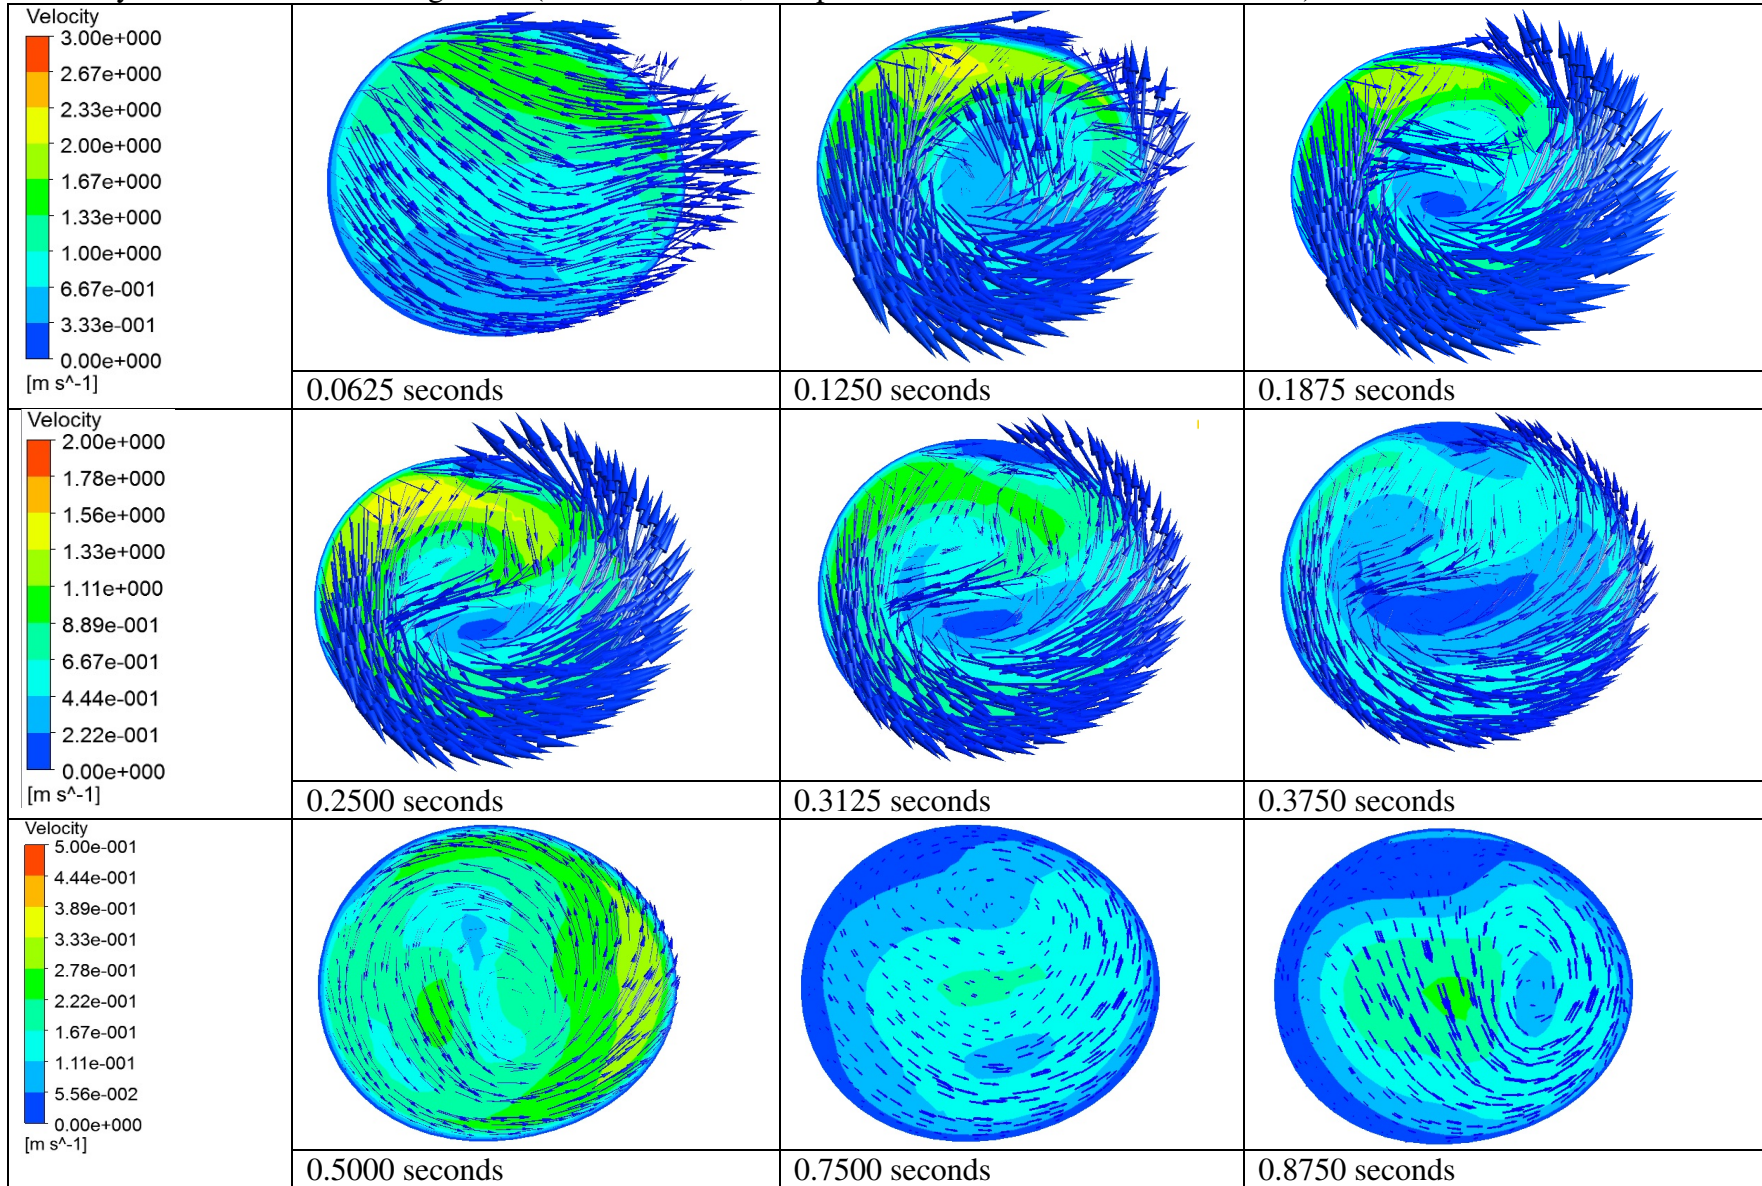 Velocity
3.00e+000
2.67e+000
2.33e+000
2.00e+000
1.67e+000
1.33e+000
1.00e+000
6.67e-001
3.33e-001
0.00e+000
[m s^-1]
0.0625 seconds
0.1250 seconds
0.1875 seconds
Velocity
2.00e+000
1.78e+000
1.56e+000
1.33e+000
1.11e+000
8.89e-001
6.67e-001
4.44e-001
2.22e-001
0.00e+000
[m s^-1]
0.2500 seconds
0.3125 seconds
0.3750 seconds
Velocity
5.00e-001
4.44e-001
3.89e-001
3.33e-001
2.78e-001
2.22e-001
1.67e-001
1.11e-001
5.56e-002
0.00e+000
[m s^-1]
0.5000 seconds
0.7500 seconds
0.8750 seconds